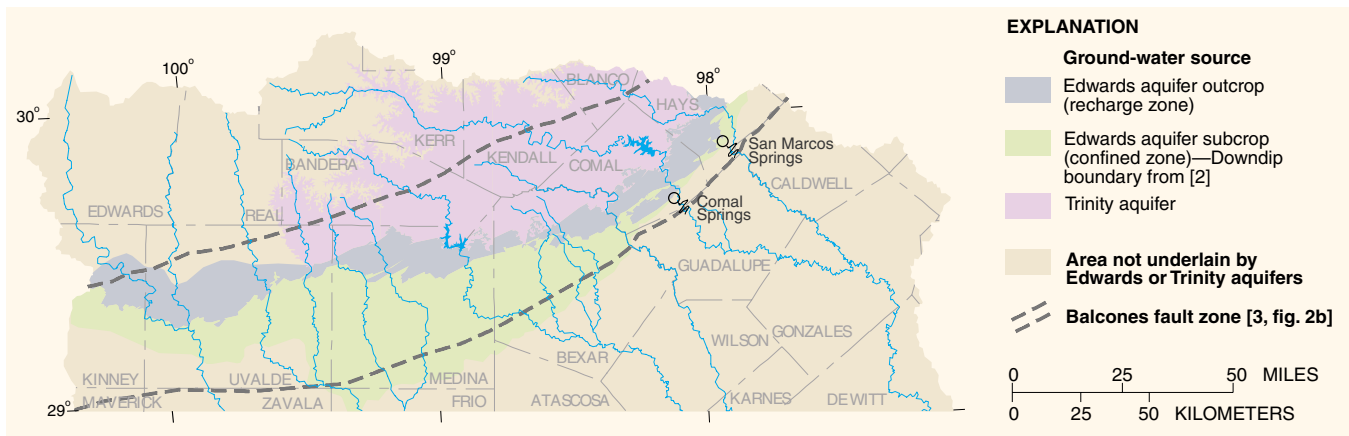 100°
99°
98°
30°
29°
BLANCO
HAYS
KERR
KENDALL
BANDERA
COMAL
San Marcos
Springs
CALDWELL
Comal
Springs
EDWARDS
REAL
GUADALUPE
WILSON
GONZALES
BEXAR
KINNEY
UVALDE
MEDINA
MAVERICK
ZAVALA
FRIO
ATASCOSA
KARNES
DE WITT
EXPLANATION
Ground-water source
Edwards aquifer outcrop
(recharge zone)
Edwards aquifer subcrop
(confined zone)—Downdip
boundary from [2]
Trinity aquifer
Area not underlain by
Edwards or Trinity aquifers
Balcones fault zone [3, fig. 2b]
0 25 50 MILES
0 25 50 KILOMETERS